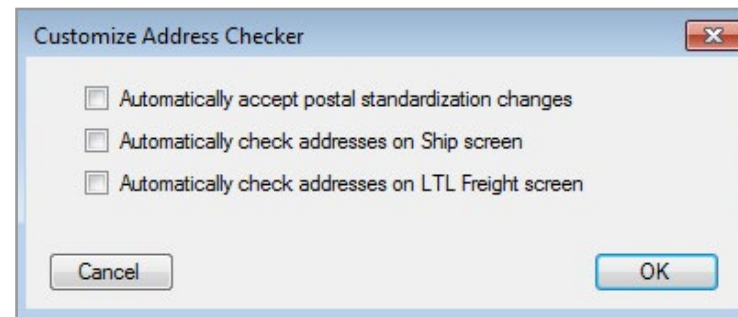 Customize Address Checker
Automatically accept postal standardization changes
Automatically check addresses on Ship screen
Automatically check addresses on LTL Freight screen
Cancel OK